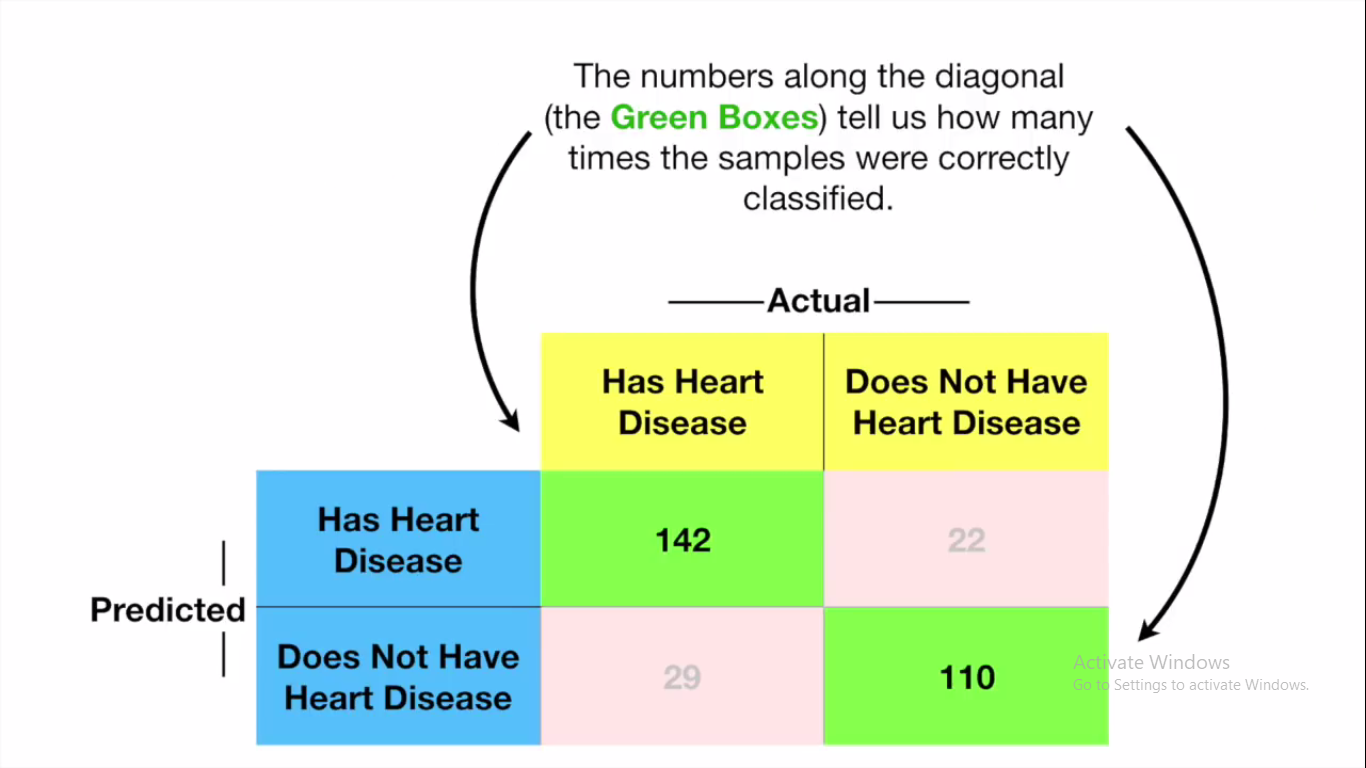 The numbers along the diagonal
(the Green Boxes) tell us how many
times the samples were correctly
classified.
Actual
Has Heart
Disease
Does Not Have
Heart Disease
Predicted
Has Heart
Disease
142
22
Does Not Have
Heart Disease
29
110
Activate Windows
Go to Settings to activate Windows.